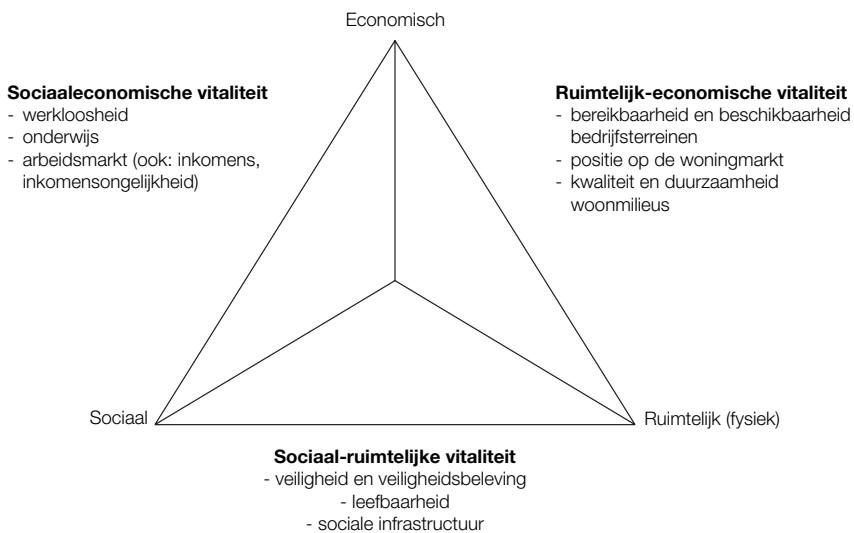 Economisch
Sociaaleconomische vitaliteit
- werkloosheid
- onderwijs
- arbeidsmarkt (ook: inkomens,
inkomensongelijkheid)
Ruimtelijk-economische vitaliteit
- bereikbaarheid en beschikbaarheid
bedrijfsterreinen
- positie op de woningmarkt
- kwaliteit en duurzaamheid
woonmilieus
Sociaal
Ruimtelijk (fysiek)
Sociaal-ruimtelijke vitaliteit
- veiligheid en veiligheidsbeleving
- leefbaarheid
- sociale infrastructuur